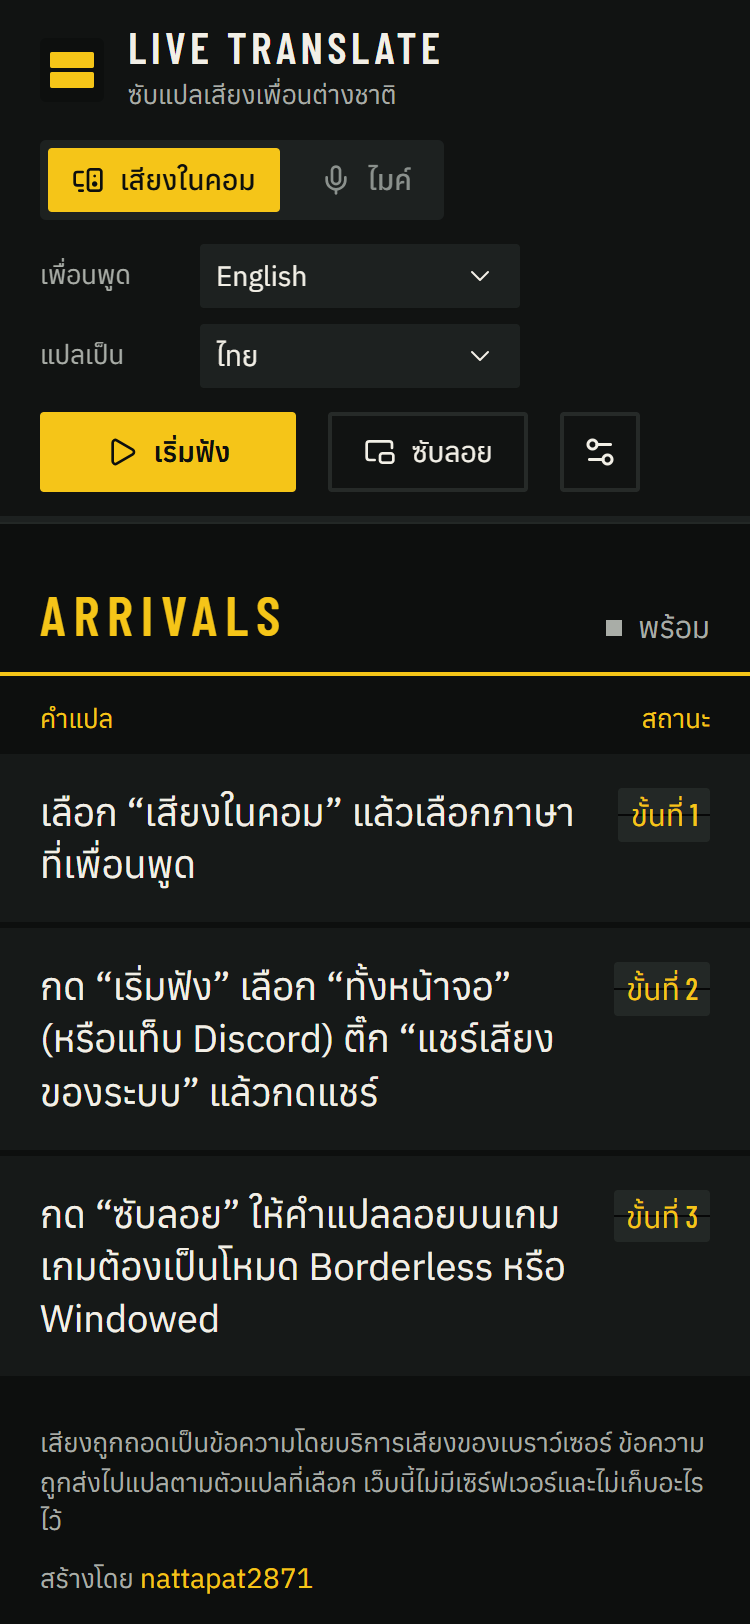 LIVE TRANSLATE
ซับแปลเสียงเพื่อนต่างชาติ
เสียงในคอม
ไมค์
เพื่อนพูด
English
แปลเป็น
ไทย
เริ่มฟัง
ซับลอย
ARRIVALS
พร้อม
คำแปล
สถานะ
เลือก “เสียงในคอม” แล้วเลือกภาษา
ที่เพื่อนพูด
ขั้นที่ 1
กด “เริ่มฟัง” เลือก “ทั้งหน้าจอ”
(หรือแท็บ Discord) ติ๊ก “แชร์เสียง
ของระบบ” แล้วกดแชร์
ขั้นที่ 2
กด “ซับลอย” ให้คำแปลลอยบนเกม
เกมต้องเป็นโหมด Borderless หรือ
Windowed
ขั้นที่ 3
เสียงถูกถอดเป็นข้อความโดยบริการเสียงของเบราว์เซอร์ ข้อความ
ถูกส่งไปแปลตามตัวแปลที่เลือก เว็บนี้ไม่มีเซิร์ฟเวอร์และไม่เก็บอะไร
ไว้
สร้างโดย nattapat2871